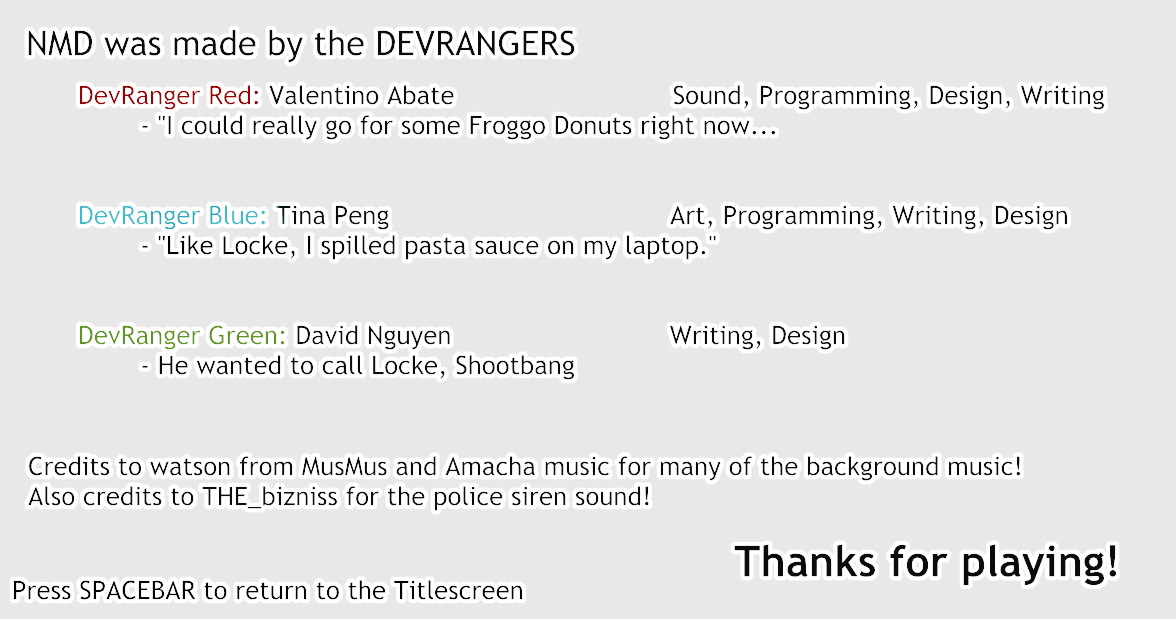 NMD was made by the DEVRANGERS
DevRanger Red: Valentino Abate Sound, Programming, Design, Writing
- "I could really go for some Froggo Donuts right now...
DevRanger Blue: Tina Peng Art, Programming, Writing, Design
- "Like Locke, I spilled pasta sauce on my laptop."
DevRanger Green: David Nguyen Writing, Design
- He wanted to call Locke, Shootbang
Credits to watson from MusMus and Amacha music for many of the background music!
Also credits to THE_bizniss for the police siren sound!
Thanks for playing!
Press SPACEBAR to return to the Titlescreen